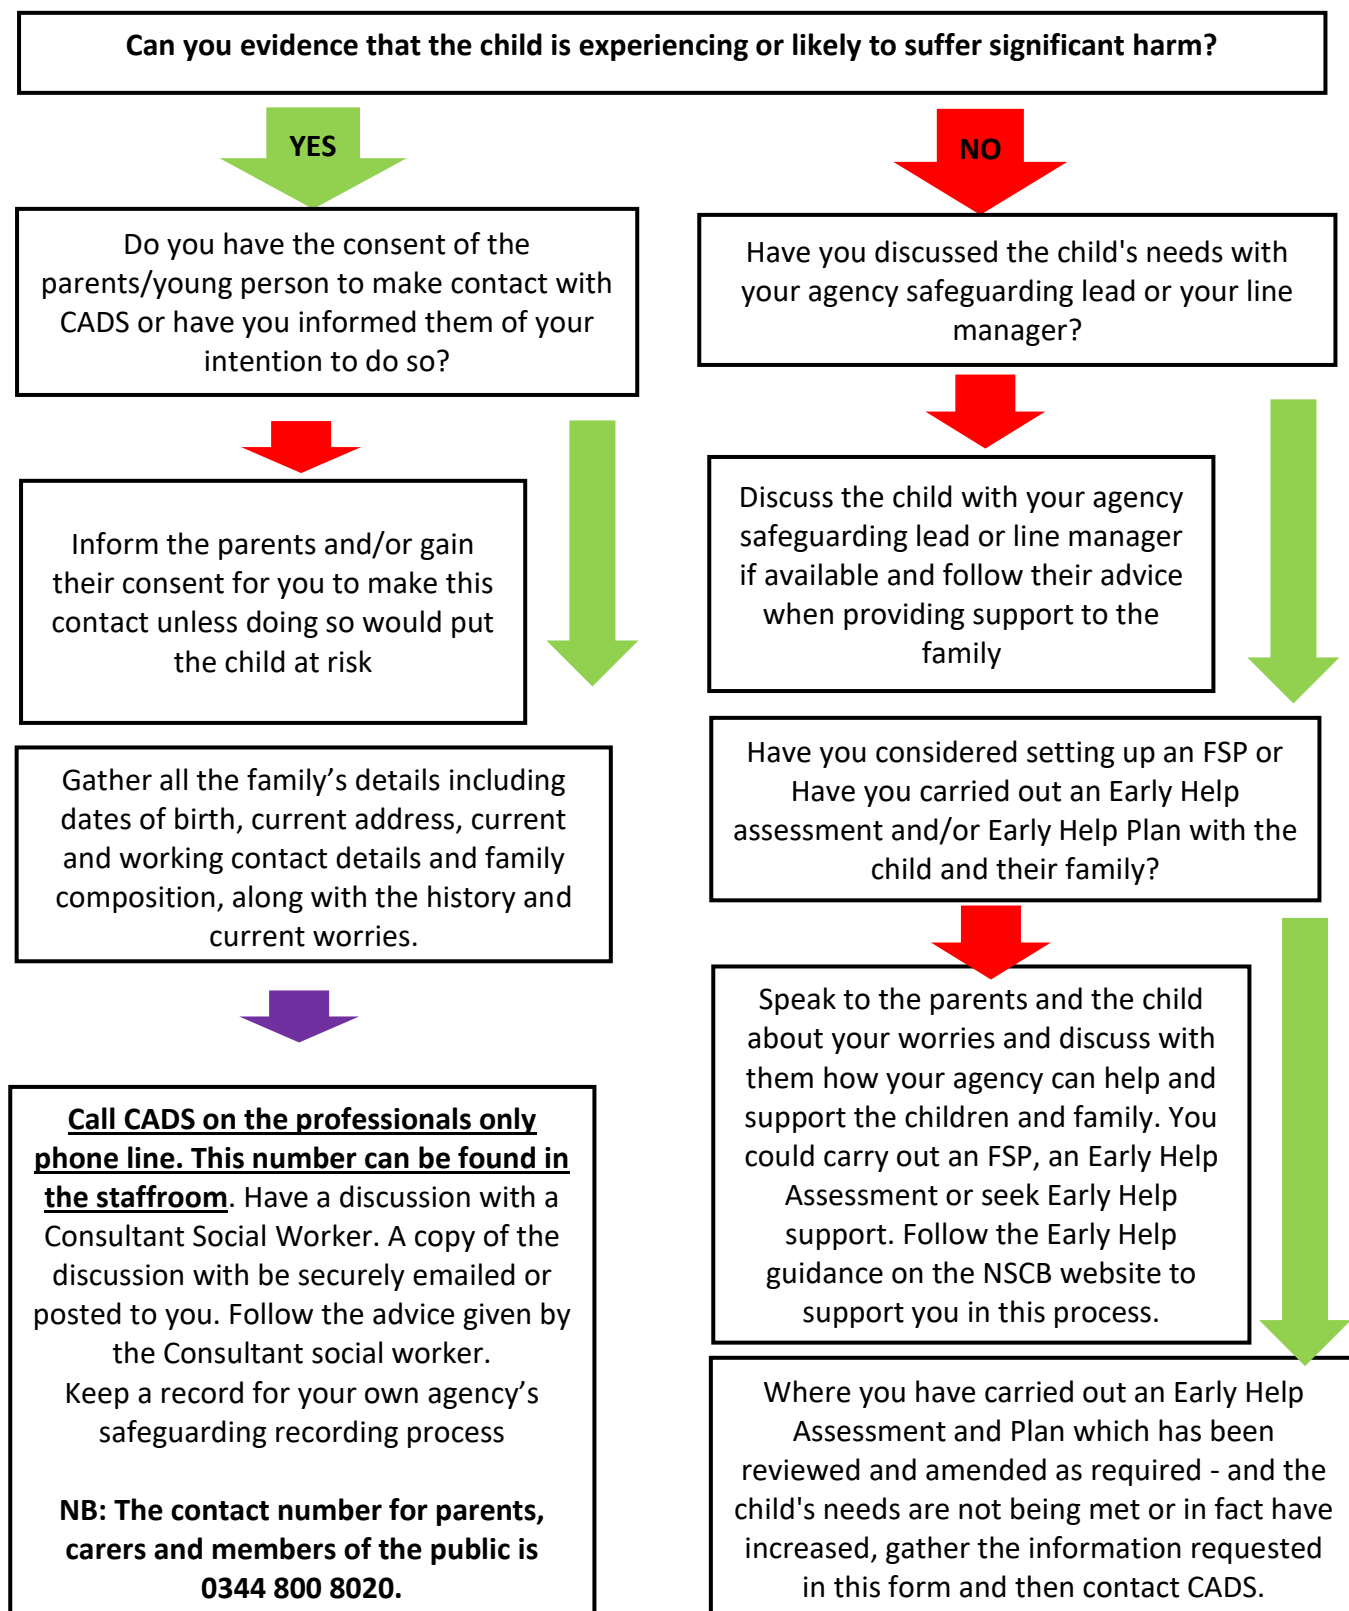 Can you evidence that the child is experiencing or likely to suffer significant harm?
YES
NO
Do you have the consent of the
parents/young person to make contact with
CADS or have you informed them of your
intention to do so?
Have you discussed the child's needs with
your agency safeguarding lead or your line
manager?
Inform the parents and/or gain
their consent for you to make this
contact unless doing so would put
the child at risk
Discuss the child with your agency
safeguarding lead or line manager
if available and follow their advice
when providing support to the
family
Gather all the family’s details including
dates of birth, current address, current
and working contact details and family
composition, along with the history and
current worries.
Have you considered setting up an FSP or
Have you carried out an Early Help
assessment and/or Early Help Plan with the
child and their family?
Speak to the parents and the child
about your worries and discuss with
them how your agency can help and
support the children and family. You
could carry out an FSP, an Early Help
Assessment or seek Early Help
support. Follow the Early Help
guidance on the NSCB website to
support you in this process.
Call CADS on the professionals only
phone line. This number can be found in
the staffroom. Have a discussion with a
Consultant Social Worker. A copy of the
discussion with be securely emailed or
posted to you. Follow the advice given by
the Consultant social worker.
Keep a record for your own agency’s
safeguarding recording process
NB: The contact number for parents,
carers and members of the public is
0344 800 8020.
Where you have carried out an Early Help
Assessment and Plan which has been
reviewed and amended as required - and the
child's needs are not being met or in fact have
increased, gather the information requested
in this form and then contact CADS.